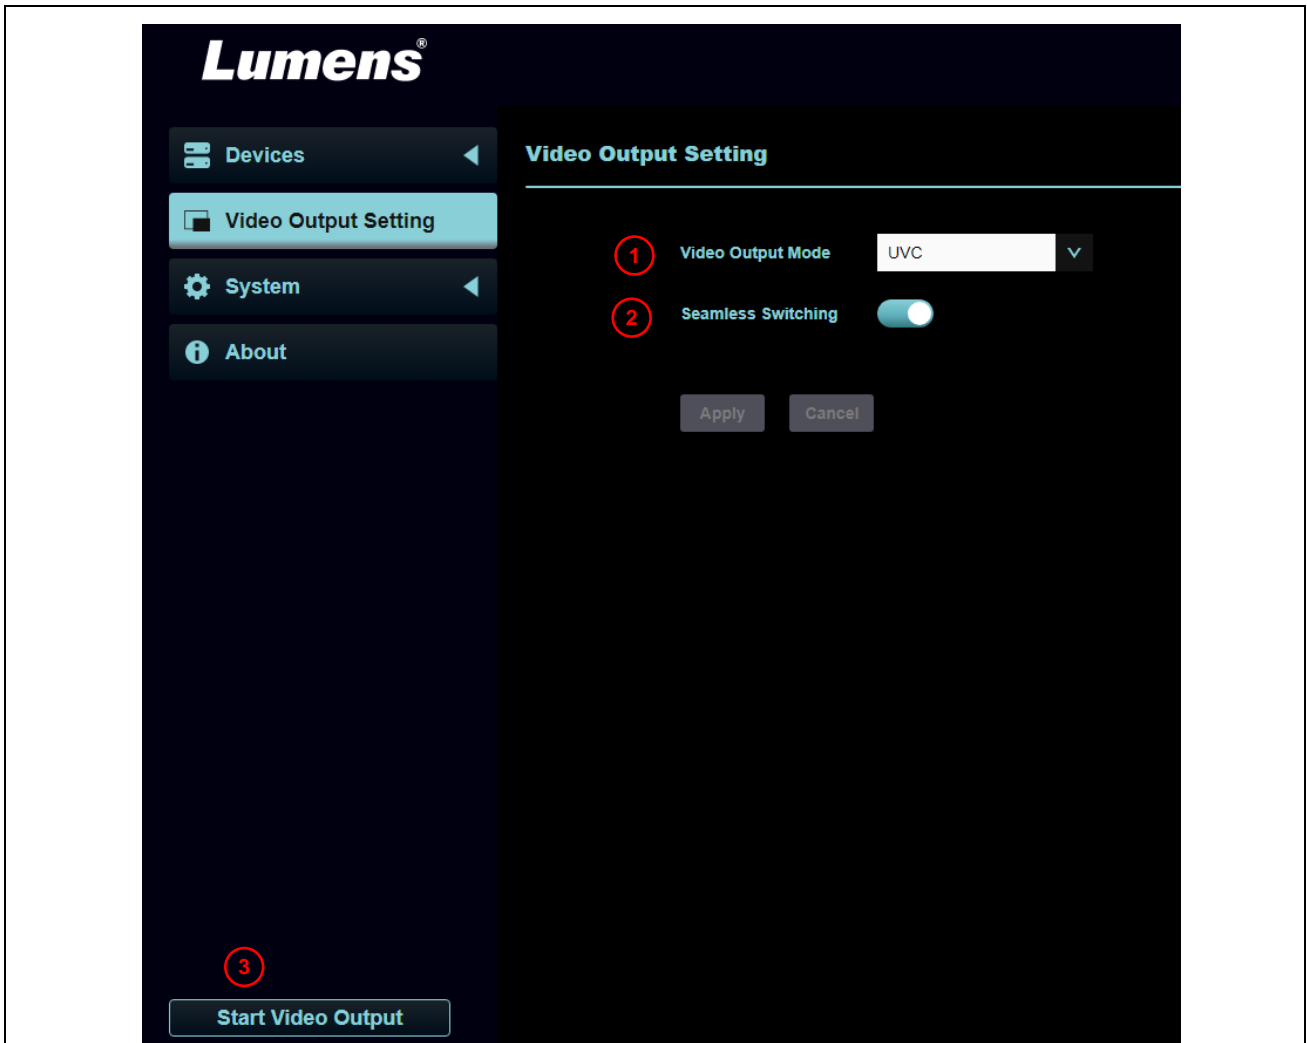 Lumens®
Devices
Video Output Setting
System
About
Video Output Setting
1 Video Output Mode UVC
2 Seamless Switching
Apply Cancel
3
Start Video Output